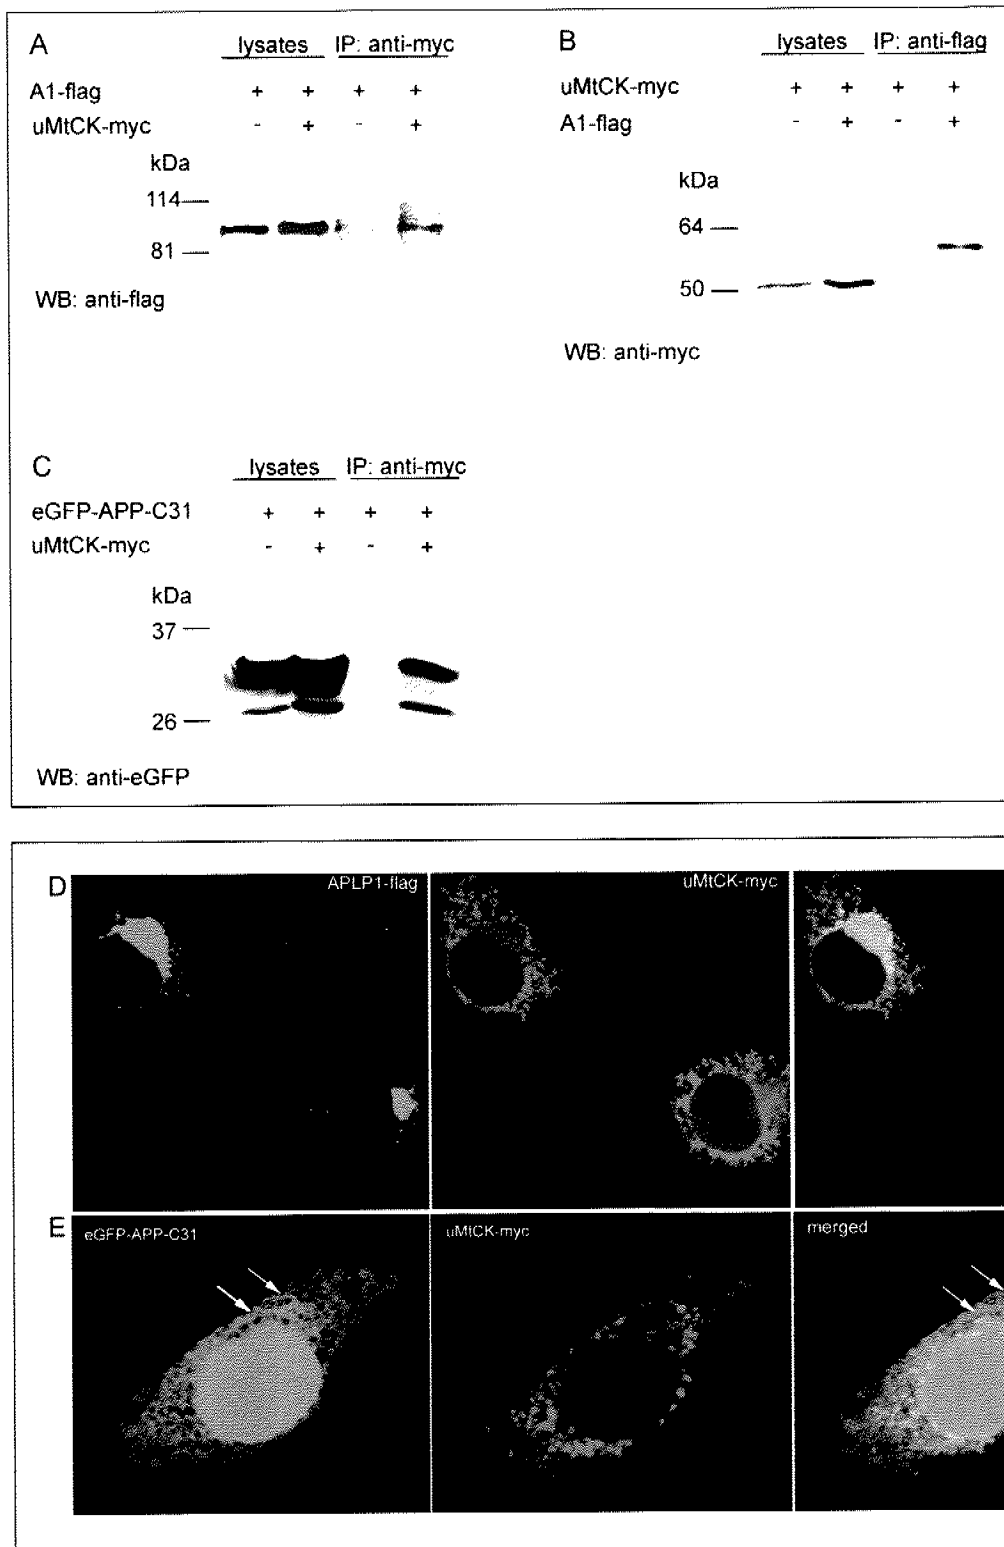 A
lysates IP: anti-myc
A1-flag + + + +
uMtCK-myc - + - +
kDa
114
81
WB: anti-flag
B
lysates IP: anti-flag
uMtCK-myc + + + +
A1-flag - + - +
kDa
64
50
WB: anti-myc
C
lysates IP: anti-myc
eGFP-APP-C31 + + + +
uMtCK-myc - + - +
kDa
37
26
WB: anti-eGFP
D
APLP1-flag
uMtCK-myc
E
eGFP-APP-C31
uMtCK-myc
merged